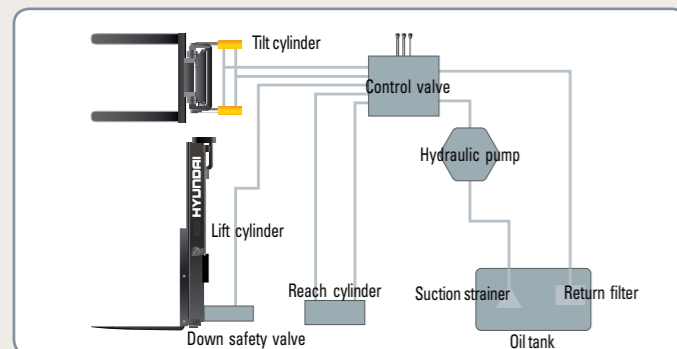 Tilt cylinder
Control valve
Hydraulic pump
HYUNDAI
Lift cylinder
Reach cylinder
Suction strainer
Return filter
Down safety valve
Oil tank